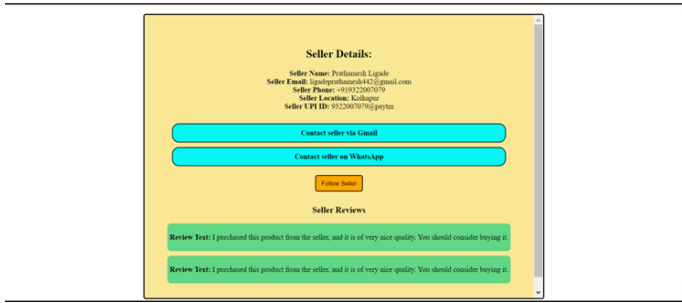 Seller Details:
Seller Name: Prathamesh Ligade
Seller Email: ligadeprathamesh442@gmail.com
Seller Phone: +919322007079
Seller Location: Kolhapur
Seller UPI ID: 9322007079@paytm
Contact seller via Gmail
Contact seller on WhatsApp
Follow Seller
Seller Reviews
Review Text: I purchased this product from the seller, and it is of very nice quality. You should consider buying it.
Review Text: I purchased this product from the seller, and it is of very nice quality. You should consider buying it.